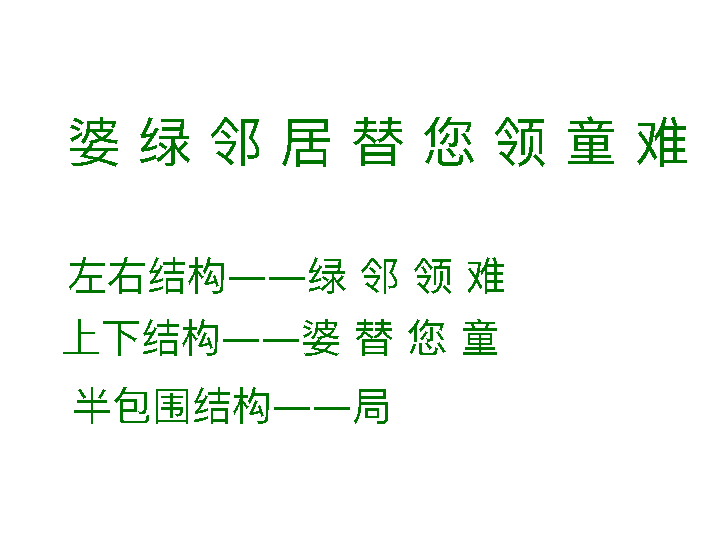 婆 绿 邻 居 替 您 领 童 难
左右结构——绿 邻 领 难
上下结构——婆 替 您 童
半包围结构——局